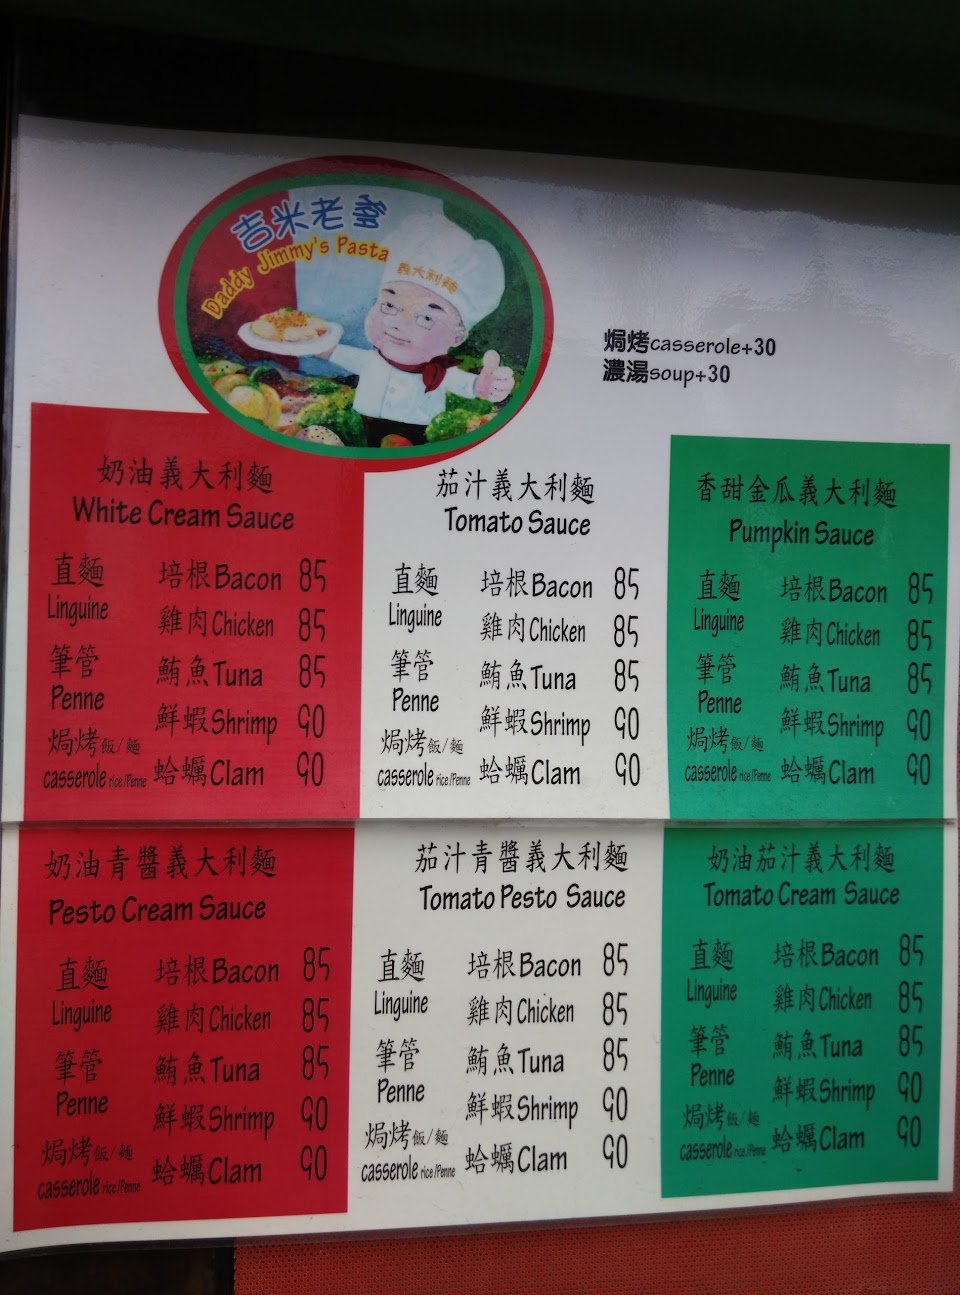 吉米老爹
Daddy Jimmy's Pasta
義大利麵
焗烤casserole+30
濃湯soup+30
奶油義大利麵
White Cream Sauce
直麵
Linguine
筆管
Penne
焗烤飯/麵
casserole rice/Penne
培根Bacon 85
雞肉Chicken 85
鮪魚Tuna 85
鮮蝦Shrimp 90
蛤蠣Clam 90
茄汁義大利麵
Tomato Sauce
直麵
Linguine
筆管
Penne
焗烤飯/麵
casserole rice/Penne
培根Bacon 85
雞肉Chicken 85
鮪魚Tuna 85
鮮蝦Shrimp 90
蛤蠣Clam 90
香甜金瓜義大利麵
Pumpkin Sauce
直麵
Linguine
筆管
Penne
焗烤飯/麵
casserole rice/Penne
培根Bacon 85
雞肉Chicken 85
鮪魚Tuna 85
鮮蝦Shrimp 90
蛤蠣Clam 90
奶油青醬義大利麵
Pesto Cream Sauce
直麵
Linguine
筆管
Penne
焗烤飯/麵
casserole rice/Penne
培根Bacon 85
雞肉Chicken 85
鮪魚Tuna 85
鮮蝦Shrimp 90
蛤蠣Clam 90
茄汁青醬義大利麵
Tomato Pesto Sauce
直麵
Linguine
筆管
Penne
焗烤飯/麵
casserole rice/Penne
培根Bacon 85
雞肉Chicken 85
鮪魚Tuna 85
鮮蝦Shrimp 90
蛤蠣Clam 90
奶油茄汁義大利麵
Tomato Cream Sauce
直麵
Linguine
筆管
Penne
焗烤飯/麵
casserole rice/Penne
培根Bacon 85
雞肉Chicken 85
鮪魚Tuna 85
鮮蝦Shrimp 90
蛤蠣Clam 90